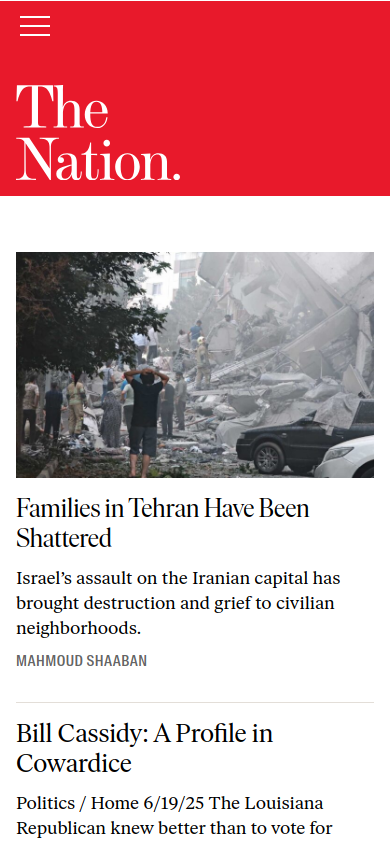 The
Nation.
Families in Tehran Have Been
Shattered
Israel’s assault on the Iranian capital has
brought destruction and grief to civilian
neighborhoods.
MAHMOUD SHAABAN
Bill Cassidy: A Profile in
Cowardice
Politics / Home 6/19/25 The Louisiana
Republican knew better than to vote for